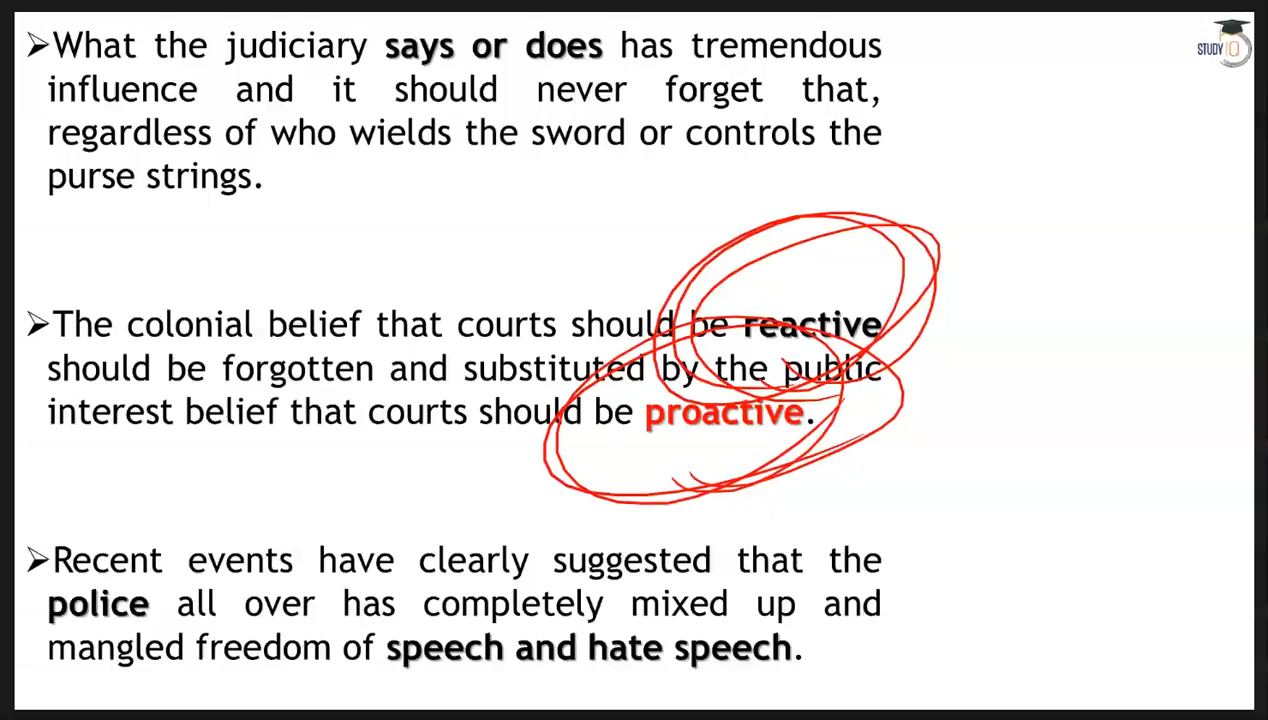 ➢What the judiciary says or does has tremendous
influence and it should never forget that,
regardless of who wields the sword or controls the
purse strings.
➢The colonial belief that courts should be reactive
should be forgotten and substituted by the public
interest belief that courts should be proactive.
➢Recent events have clearly suggested that the
police all over has completely mixed up and
mangled freedom of speech and hate speech.
STUDY IQ